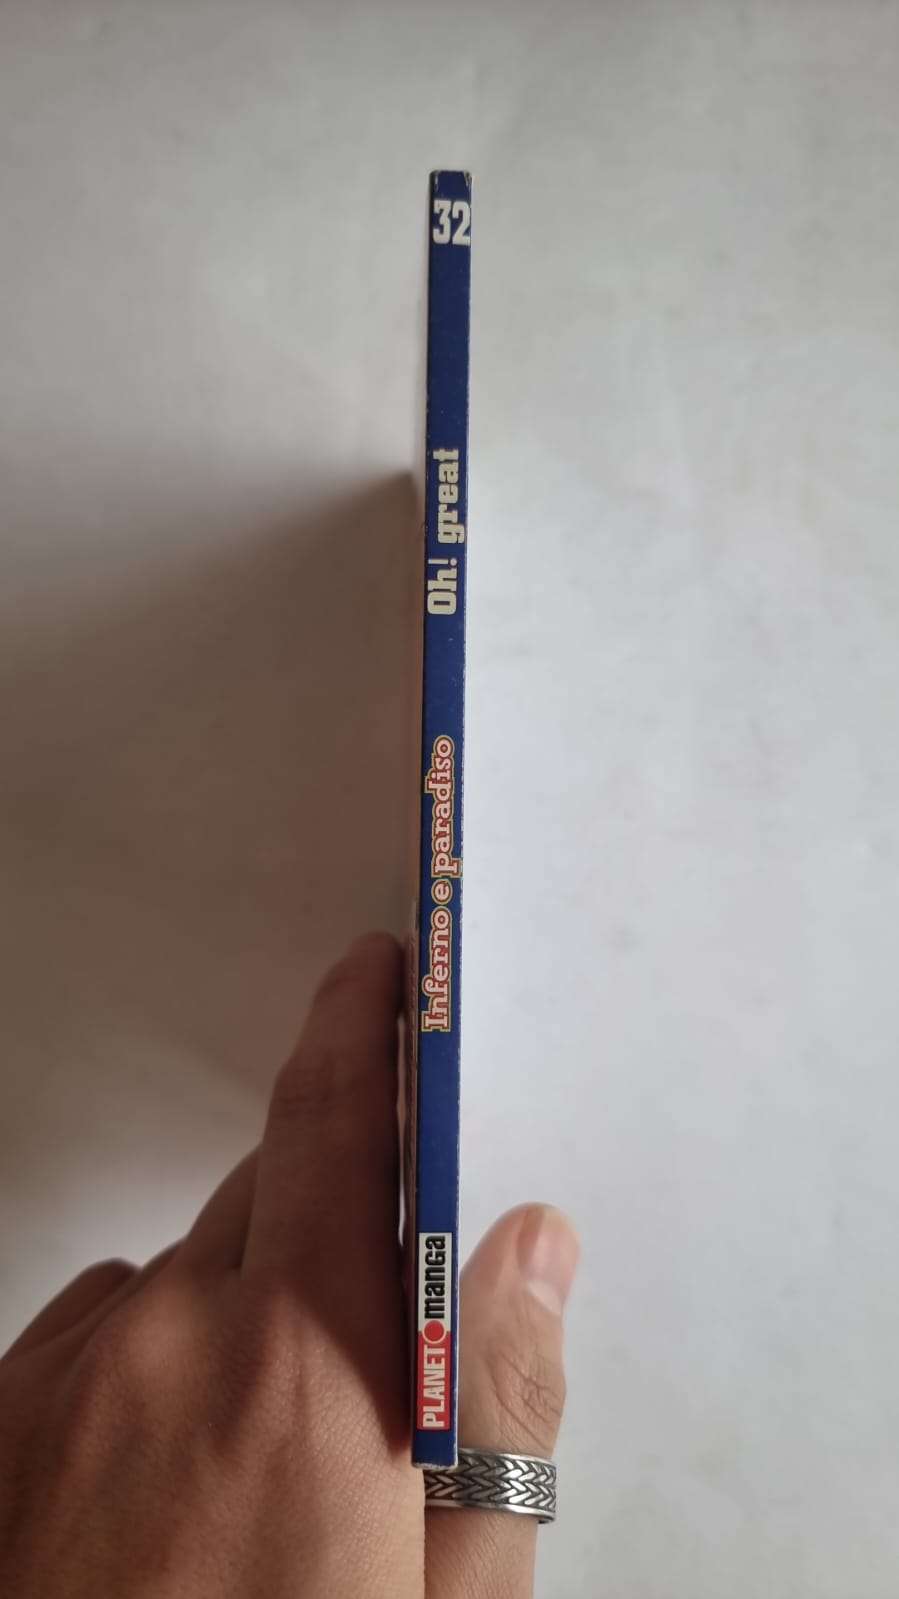 32
Oh! great
Inferno e paradiso
PLANET manga